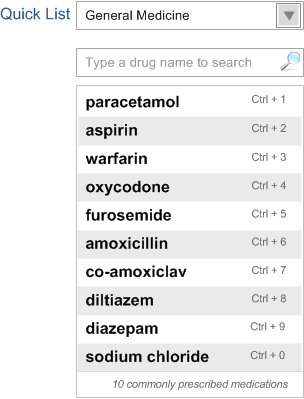 Quick List General Medicine
Type a drug name to search
paracetamol Ctrl + 1
aspirin Ctrl + 2
warfarin Ctrl + 3
oxycodone Ctrl + 4
furosemide Ctrl + 5
amoxicillin Ctrl + 6
co-amoxiclav Ctrl + 7
diltiazem Ctrl + 8
diazepam Ctrl + 9
sodium chloride Ctrl + 0
10 commonly prescribed medications